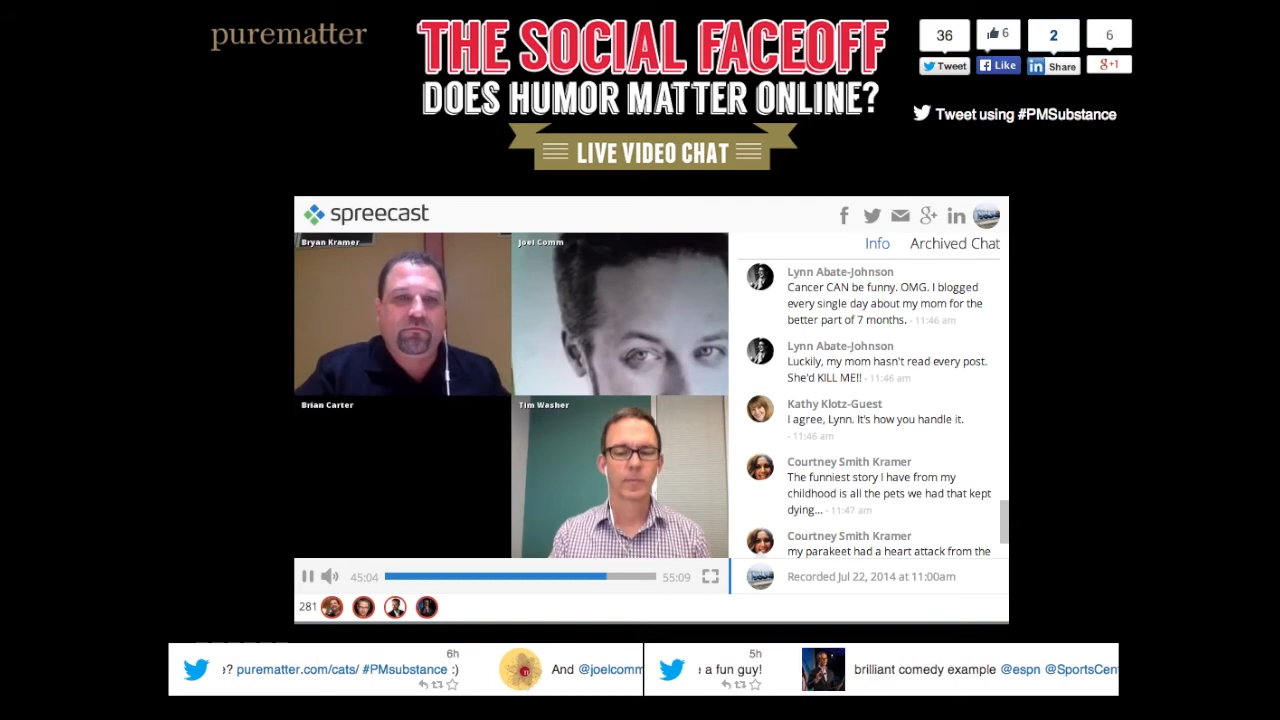 purematter
THE SOCIAL FACEOFF
DOES HUMOR MATTER ONLINE?
LIVE VIDEO CHAT
36
6
2
6
Tweet
Like
in Share
g+1
Tweet using #PMSubstance
spreecast
Bryan Kramer
Joel Comm
Brian Carter
Tim Washer
Info
Archived Chat
Lynn Abate-Johnson
Cancer CAN be funny. OMG. I blogged
every single day about my mom for the
better part of 7 months. - 11:46 am
Lynn Abate-Johnson
Luckily, my mom hasn't read every post.
She'd KILL ME!! - 11:46 am
Kathy Klotz-Guest
I agree, Lynn. It's how you handle it.
- 11:46 am
Courtney Smith Kramer
The funniest story I have from my
childhood is all the pets we had that kept
dying... - 11:47 am
Courtney Smith Kramer
my parakeet had a heart attack from the
45:04
55:09
Recorded Jul 22, 2014 at 11:00am
281
6h
? purematter.com/cats/ #PMsubstance :)
And @joelcomm
5h
a fun guy!
brilliant comedy example @espn @SportsCen